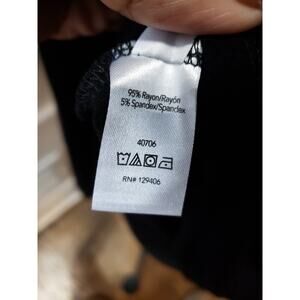 95% Rayon/Rayón
5% Spandex/Spandex
40706
RN# 129406